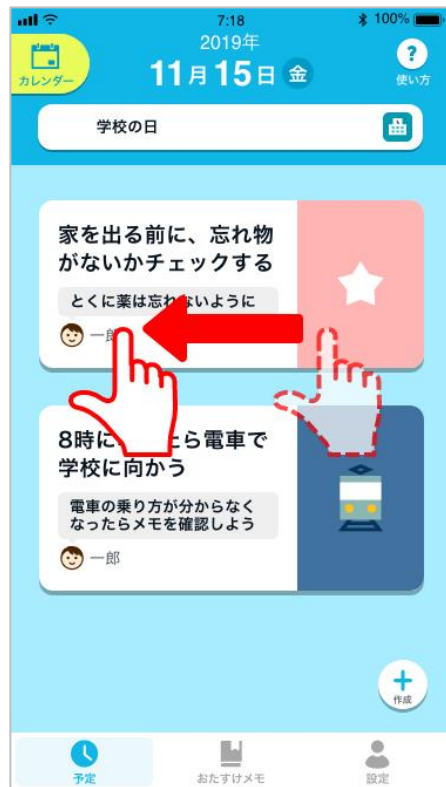 7:18
100%
2019年
カレンダー
11月15日 金
?
使い方
学校の日
家を出る前に、忘れ物
がないかチェックする
とくに薬は忘れないように
一
8時に
たら電車で
学校に向かう
電車の乗り方が分からなく
なったらメモを確認しよう
一郎
作成
予定
おたすけメモ
設定